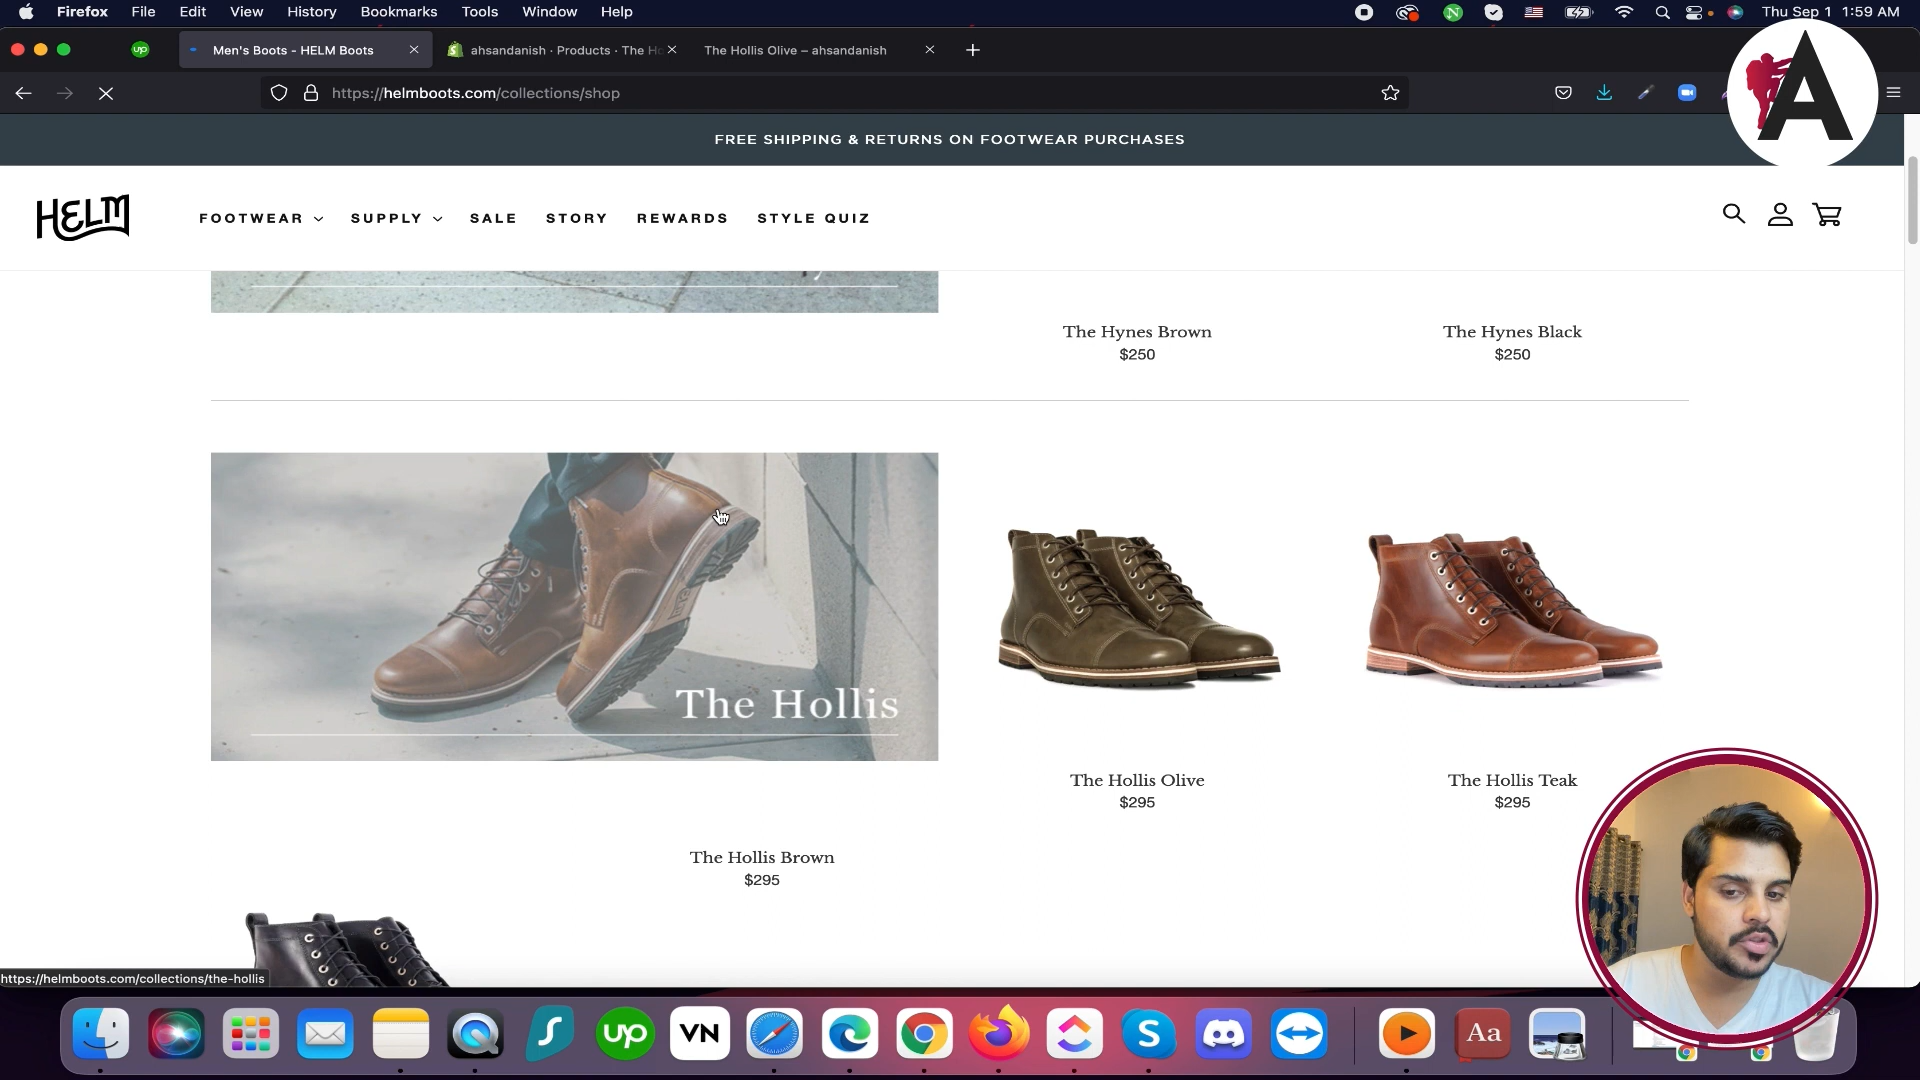 Firefox File Edit View History Bookmarks Tools Window Help
Thu Sep 1 1:59 AM
up Men's Boots - HELM Boots
ahsandanish · Products · The Ho
The Hollis Olive – ahsandanish
https://helmboots.com/collections/shop
A
FREE SHIPPING & RETURNS ON FOOTWEAR PURCHASES
HELM
FOOTWEAR SUPPLY SALE STORY REWARDS STYLE QUIZ
The Hynes Brown
$250
The Hynes Black
$250
The Hollis
The Hollis Olive
$295
The Hollis Teak
$295
The Hollis Brown
$295
https://helmboots.com/collections/the-hollis
up
VN
S
Aa